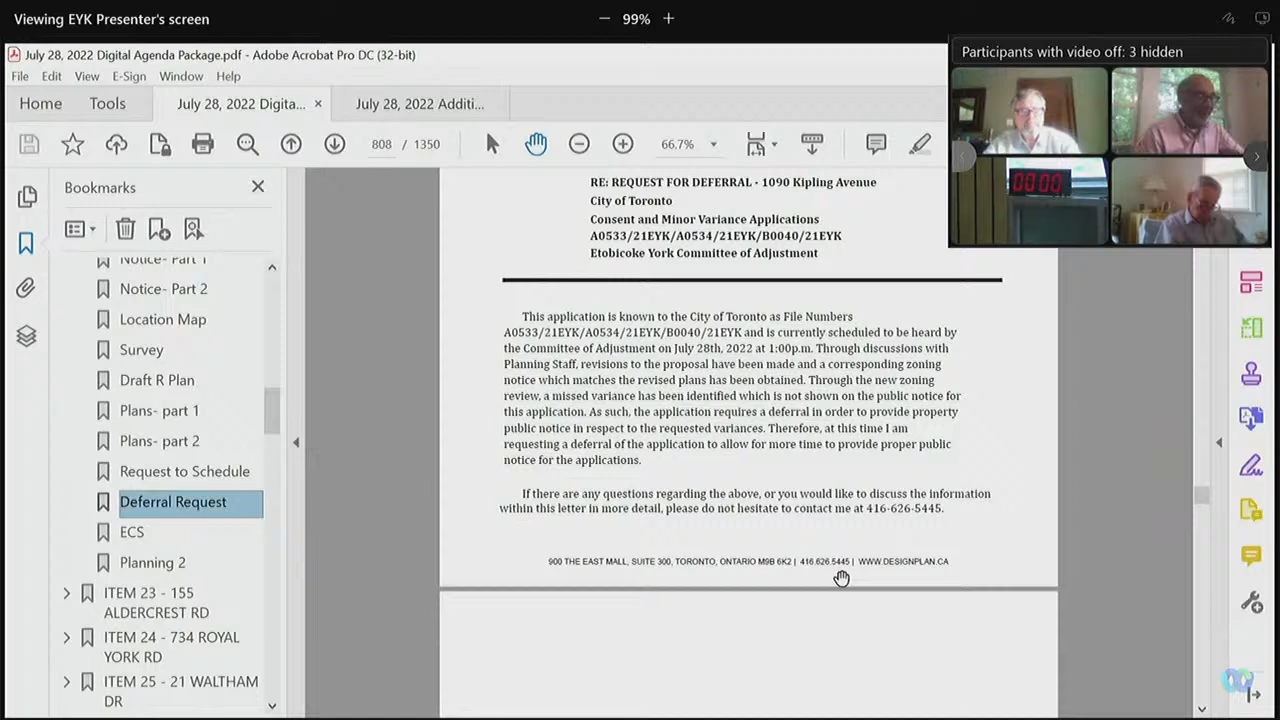 Viewing EYK Presenter's screen
99%
July 28, 2022 Digital Agenda Package.pdf - Adobe Acrobat Pro DC (32-bit)
Participants with video off: 3 hidden
File Edit View E-Sign Window Help
Home Tools July 28, 2022 Digita... July 28, 2022 Additi...
808 / 1350 66.7%
00:00
Bookmarks
Notice- Part 1
Notice- Part 2
Location Map
Survey
Draft R Plan
Plans- part 1
Plans- part 2
Request to Schedule
Deferral Request
ECS
Planning 2
ITEM 23 - 155
ALDERCREST RD
ITEM 24 - 734 ROYAL
YORK RD
ITEM 25 - 21 WALTHAM
DR
RE: REQUEST FOR DEFERRAL - 1090 Kipling Avenue
City of Toronto
Consent and Minor Variance Applications
A0533/21EYK/A0534/21EYK/B0040/21EYK
Etobicoke York Committee of Adjustment
This application is known to the City of Toronto as File Numbers
A0533/21EYK/A0534/21EYK/B0040/21EYK and is currently scheduled to be heard by
the Committee of Adjustment on July 28th, 2022 at 1:00p.m. Through discussions with
Planning Staff, revisions to the proposal have been made and a corresponding zoning
notice which matches the revised plans has been obtained. Through the new zoning
review, a missed variance has been identified which is not shown on the public notice for
this application. As such, the application requires a deferral in order to provide property
public notice in respect to the requested variances. Therefore, at this time I am
requesting a deferral of the application to allow for more time to provide proper public
notice for the applications.
If there are any questions regarding the above, or you would like to discuss the information
within this letter in more detail, please do not hesitate to contact me at 416-626-5445.
900 THE EAST MALL, SUITE 300, TORONTO, ONTARIO M9B 6K2 | 416.626.5445 | WWW.DESIGNPLAN.CA